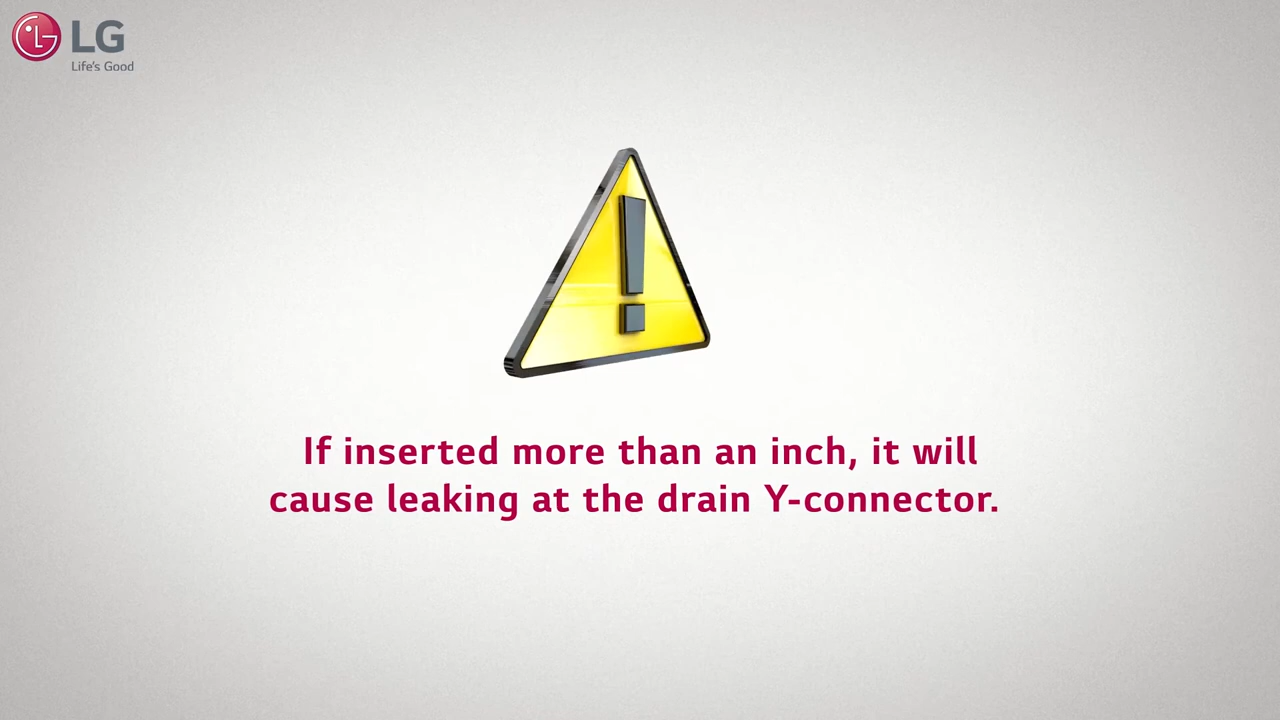 LG
Life's Good
!
If inserted more than an inch, it will
cause leaking at the drain Y-connector.